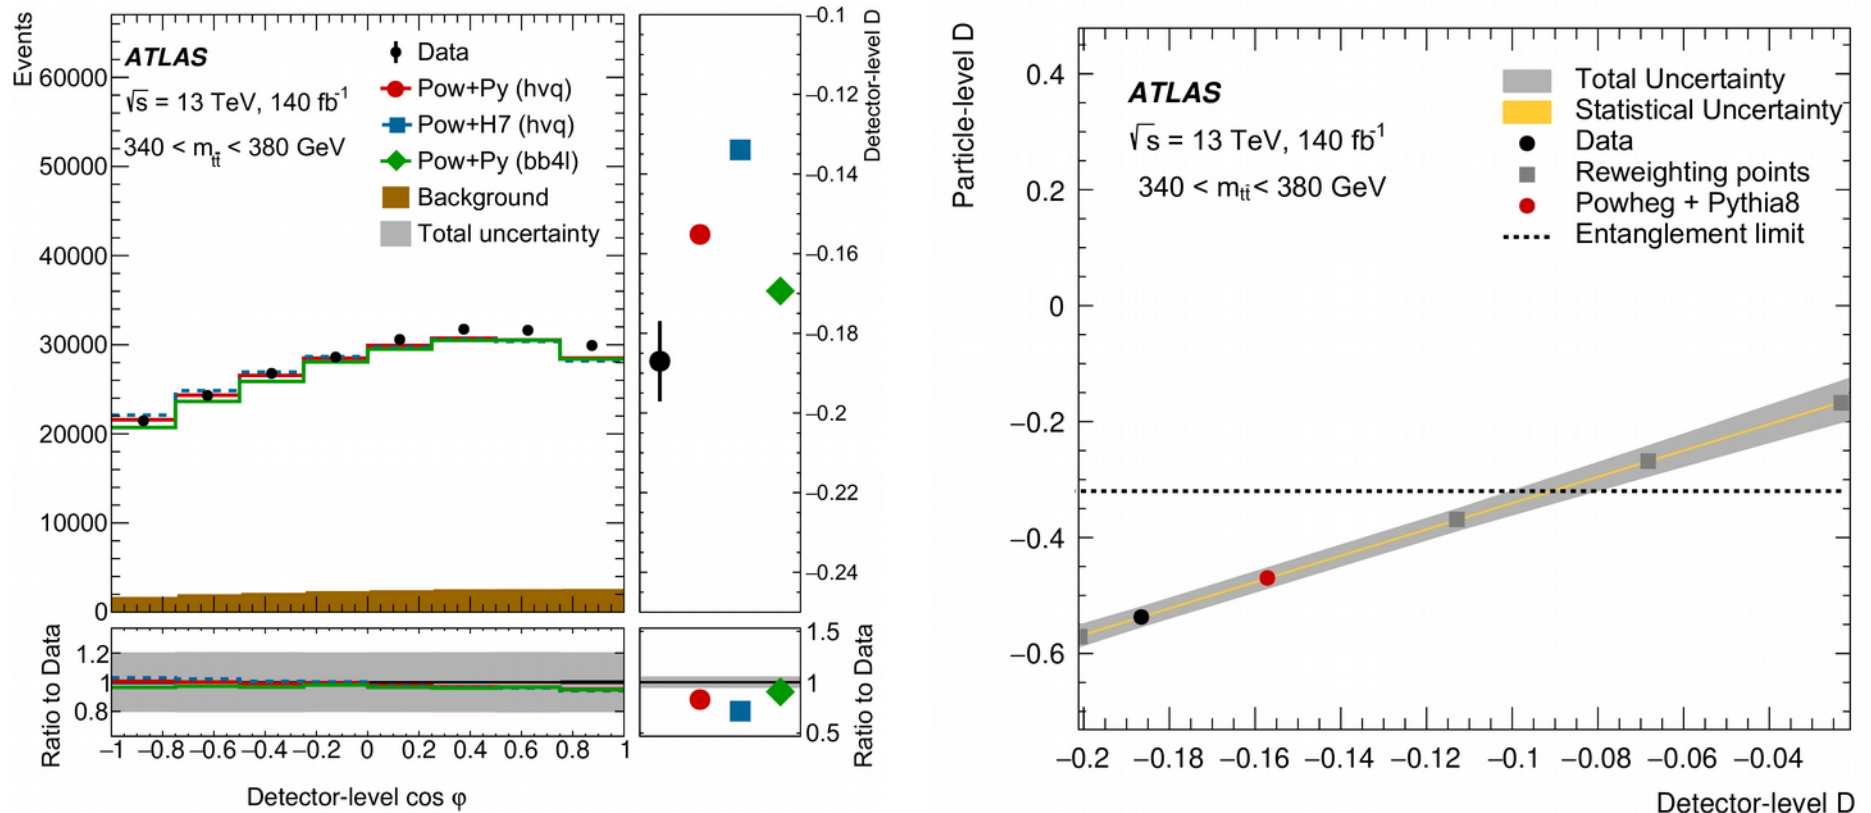 Events
60000
50000
40000
30000
20000
10000
0
ATLAS
√s = 13 TeV, 140 fb⁻¹
340 < m_tt̄ < 380 GeV
Data
Pow+Py (hvq)
Pow+H7 (hvq)
Pow+Py (bb4l)
Background
Total uncertainty
−0.1
−0.12
−0.14
−0.16
−0.18
−0.2
−0.22
−0.24
Detector-level D
Ratio to Data
1.2
1
0.8
−1 −0.8 −0.6 −0.4 −0.2 0 0.2 0.4 0.6 0.8 1
Detector-level cos φ
1.5
1
0.5
Ratio to Data
Particle-level D
0.4
0.2
0
−0.2
−0.4
−0.6
ATLAS
√s = 13 TeV, 140 fb⁻¹
340 < m_tt̄ < 380 GeV
Total Uncertainty
Statistical Uncertainty
Data
Reweighting points
Powheg + Pythia8
Entanglement limit
−0.2 −0.18 −0.16 −0.14 −0.12 −0.1 −0.08 −0.06 −0.04
Detector-level D